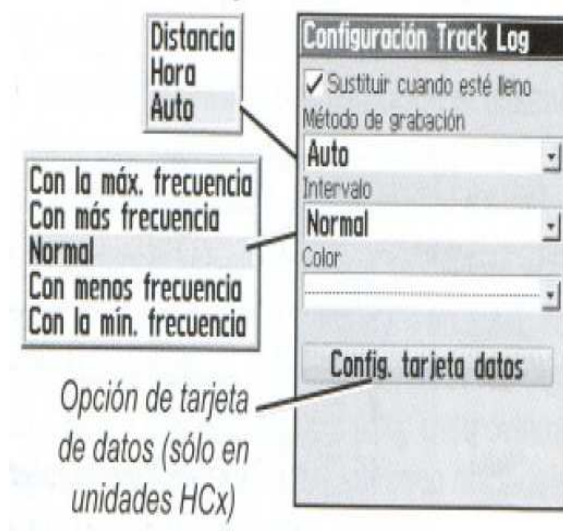 Distancia
Hora
Auto
Con la máx. frecuencia
Con más frecuencia
Normal
Con menos frecuencia
Con la mín. frecuencia
Opción de tarjeta
de datos (sólo en
unidades HCx)
Configuración Track Log
Sustituir cuando esté lleno
Método de grabación
Auto
Intervalo
Normal
Color
Config. tarjeta datos